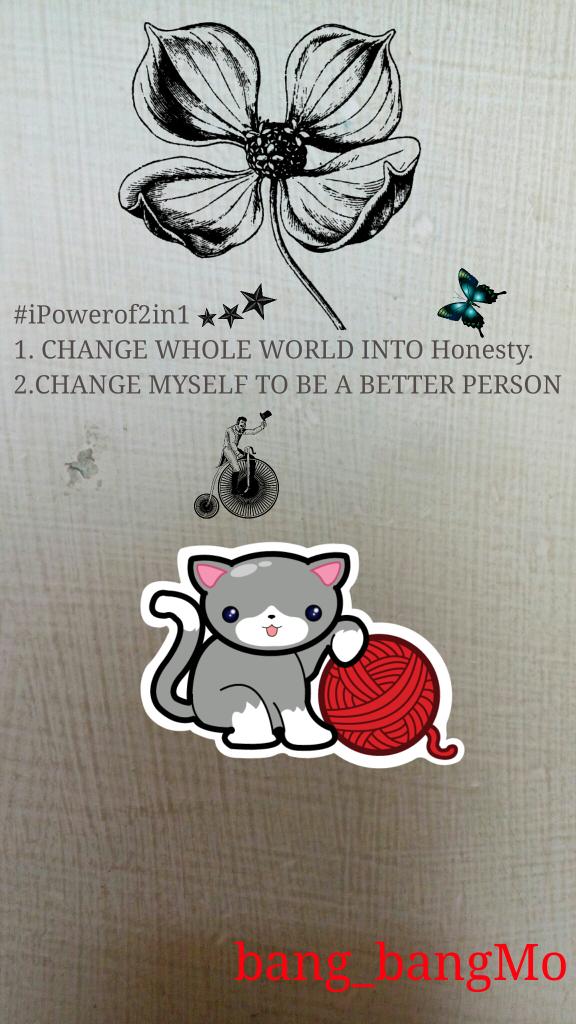 #iPowerof2in1
1. CHANGE WHOLE WORLD INTO Honesty.
2.CHANGE MYSELF TO BE A BETTER PERSON
bang_bangMo